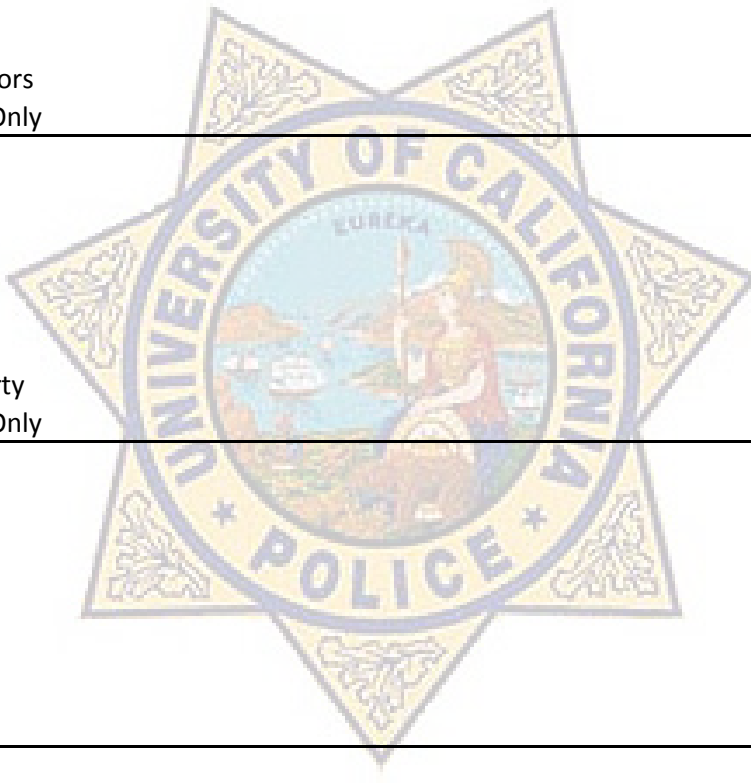 ors
Only
UNIVERSITY OF CALIFORNIA
EUREKA
rty
Only
POLICE